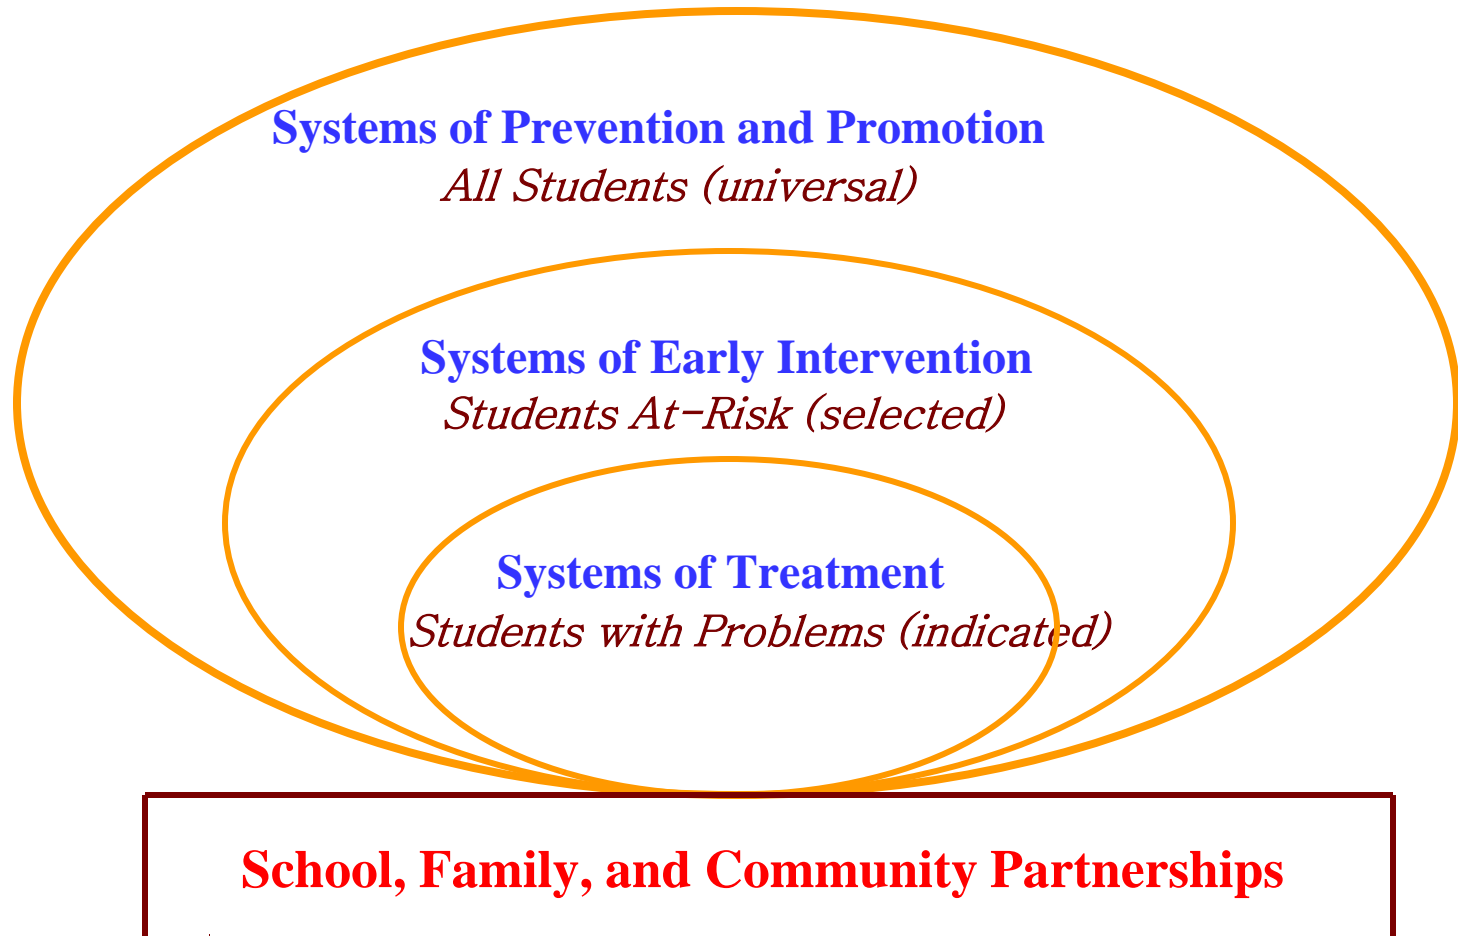 Systems of Prevention and Promotion
All Students (universal)
Systems of Early Intervention
Students At-Risk (selected)
Systems of Treatment
Students with Problems (indicated)
School, Family, and Community Partnerships